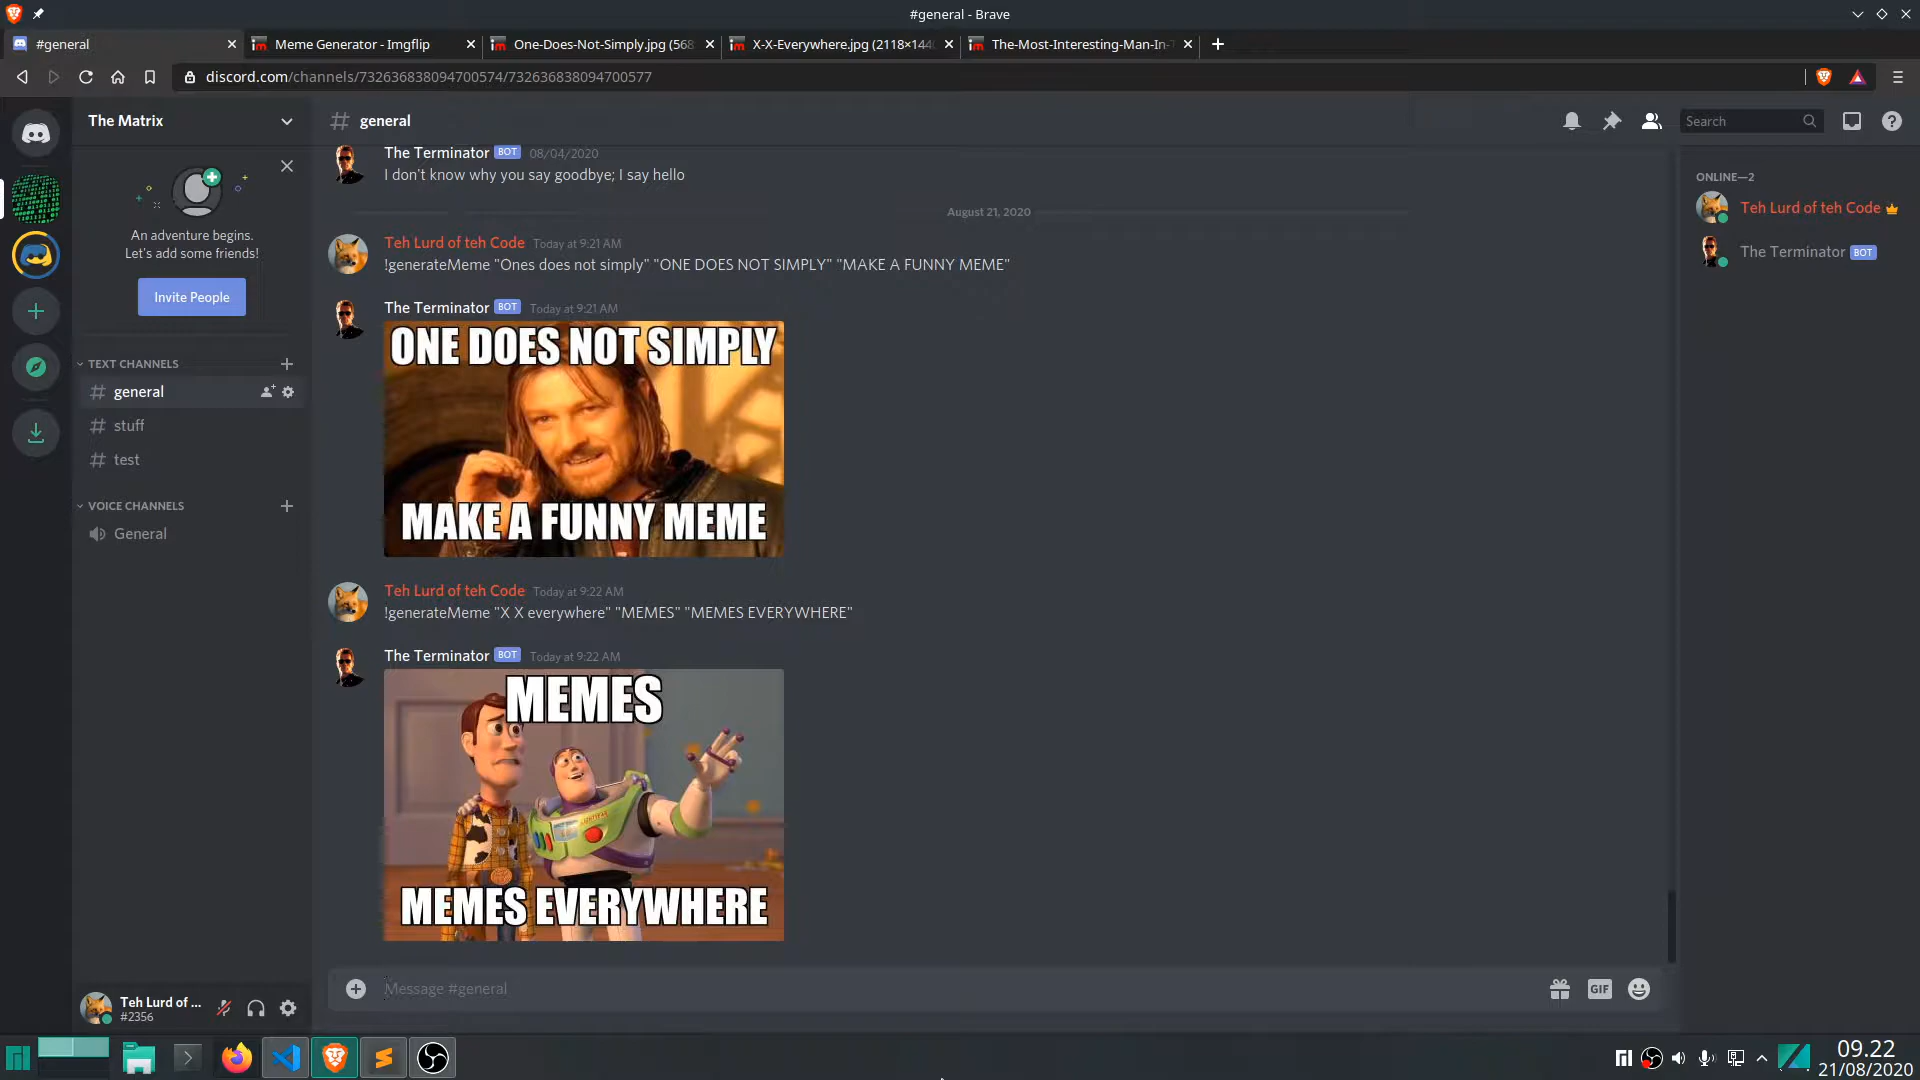 #general - Brave
#general
Meme Generator - Imgflip
One-Does-Not-Simply.jpg (568
X-X-Everywhere.jpg (2118×144
The-Most-Interesting-Man-In-
discord.com/channels/732636838094700574/732636838094700577
The Matrix
general
Search
An adventure begins.
Let's add some friends!
Invite People
TEXT CHANNELS
general
stuff
test
VOICE CHANNELS
General
The Terminator BOT 08/04/2020
I don't know why you say goodbye; I say hello
August 21, 2020
Teh Lurd of teh Code Today at 9:21 AM
!generateMeme "Ones does not simply" "ONE DOES NOT SIMPLY" "MAKE A FUNNY MEME"
The Terminator BOT Today at 9:21 AM
ONE DOES NOT SIMPLY
MAKE A FUNNY MEME
Teh Lurd of teh Code Today at 9:22 AM
!generateMeme "X X everywhere" "MEMES" "MEMES EVERYWHERE"
The Terminator BOT Today at 9:22 AM
MEMES
MEMES EVERYWHERE
Message #general
GIF
ONLINE—2
Teh Lurd of teh Code
The Terminator BOT
Teh Lurd of ...
#2356
09.22
21/08/2020